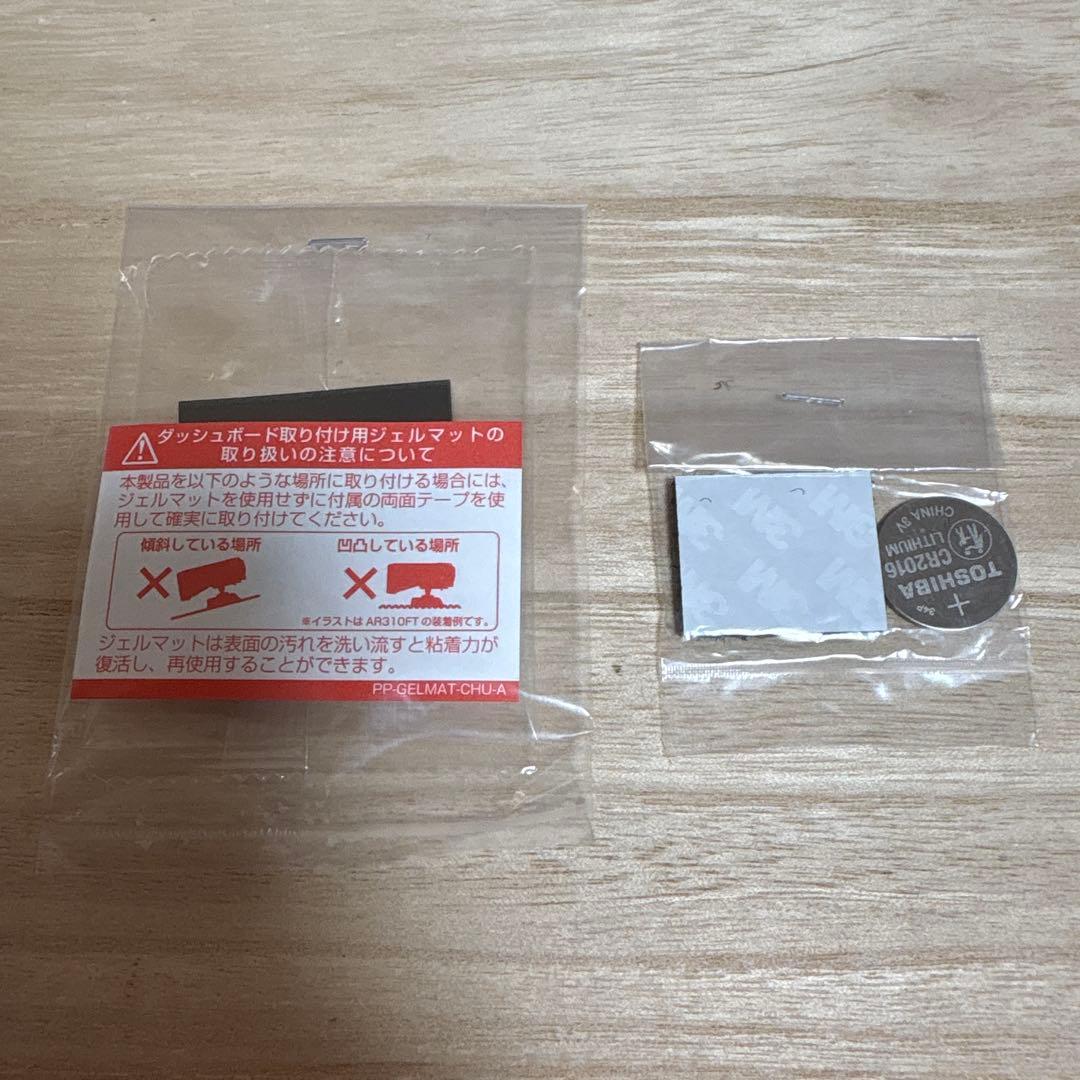 ダッシュボード取り付け用ジェルマットの
取り扱いの注意について
本製品を以下のような場所に取り付ける場合には、
ジェルマットを使用せずに付属の両面テープを使
用して確実に取り付けてください。
傾斜している場所
凹凸している場所
※イラストは AR310FT の装着例です。
ジェルマットは表面の汚れを洗い流すと粘着力が
復活し、再使用することができます。
PP-GELMAT-CHU-A
3M 3M 3M
3M 3M
+
TOSHIBA
CR2016
LITHIUM
CHINA 3V